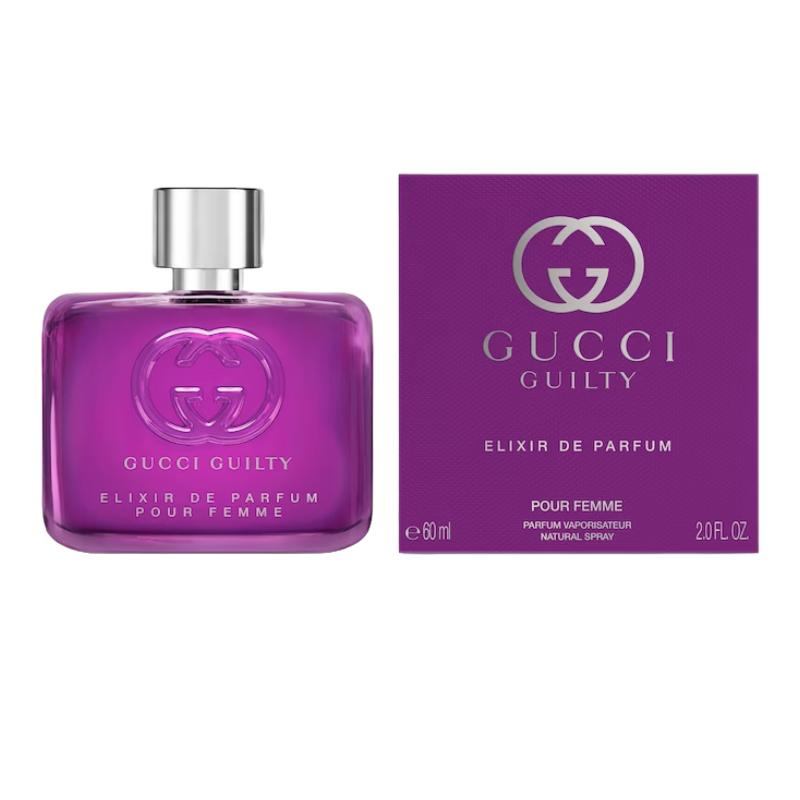 GUCCI GUILTY
ELIXIR DE PARFUM
POUR FEMME
GUCCI
GUILTY
ELIXIR DE PARFUM
POUR FEMME
PARFUM VAPORISATEUR
NATURAL SPRAY
℮ 60 ml
2.0 FL. OZ.